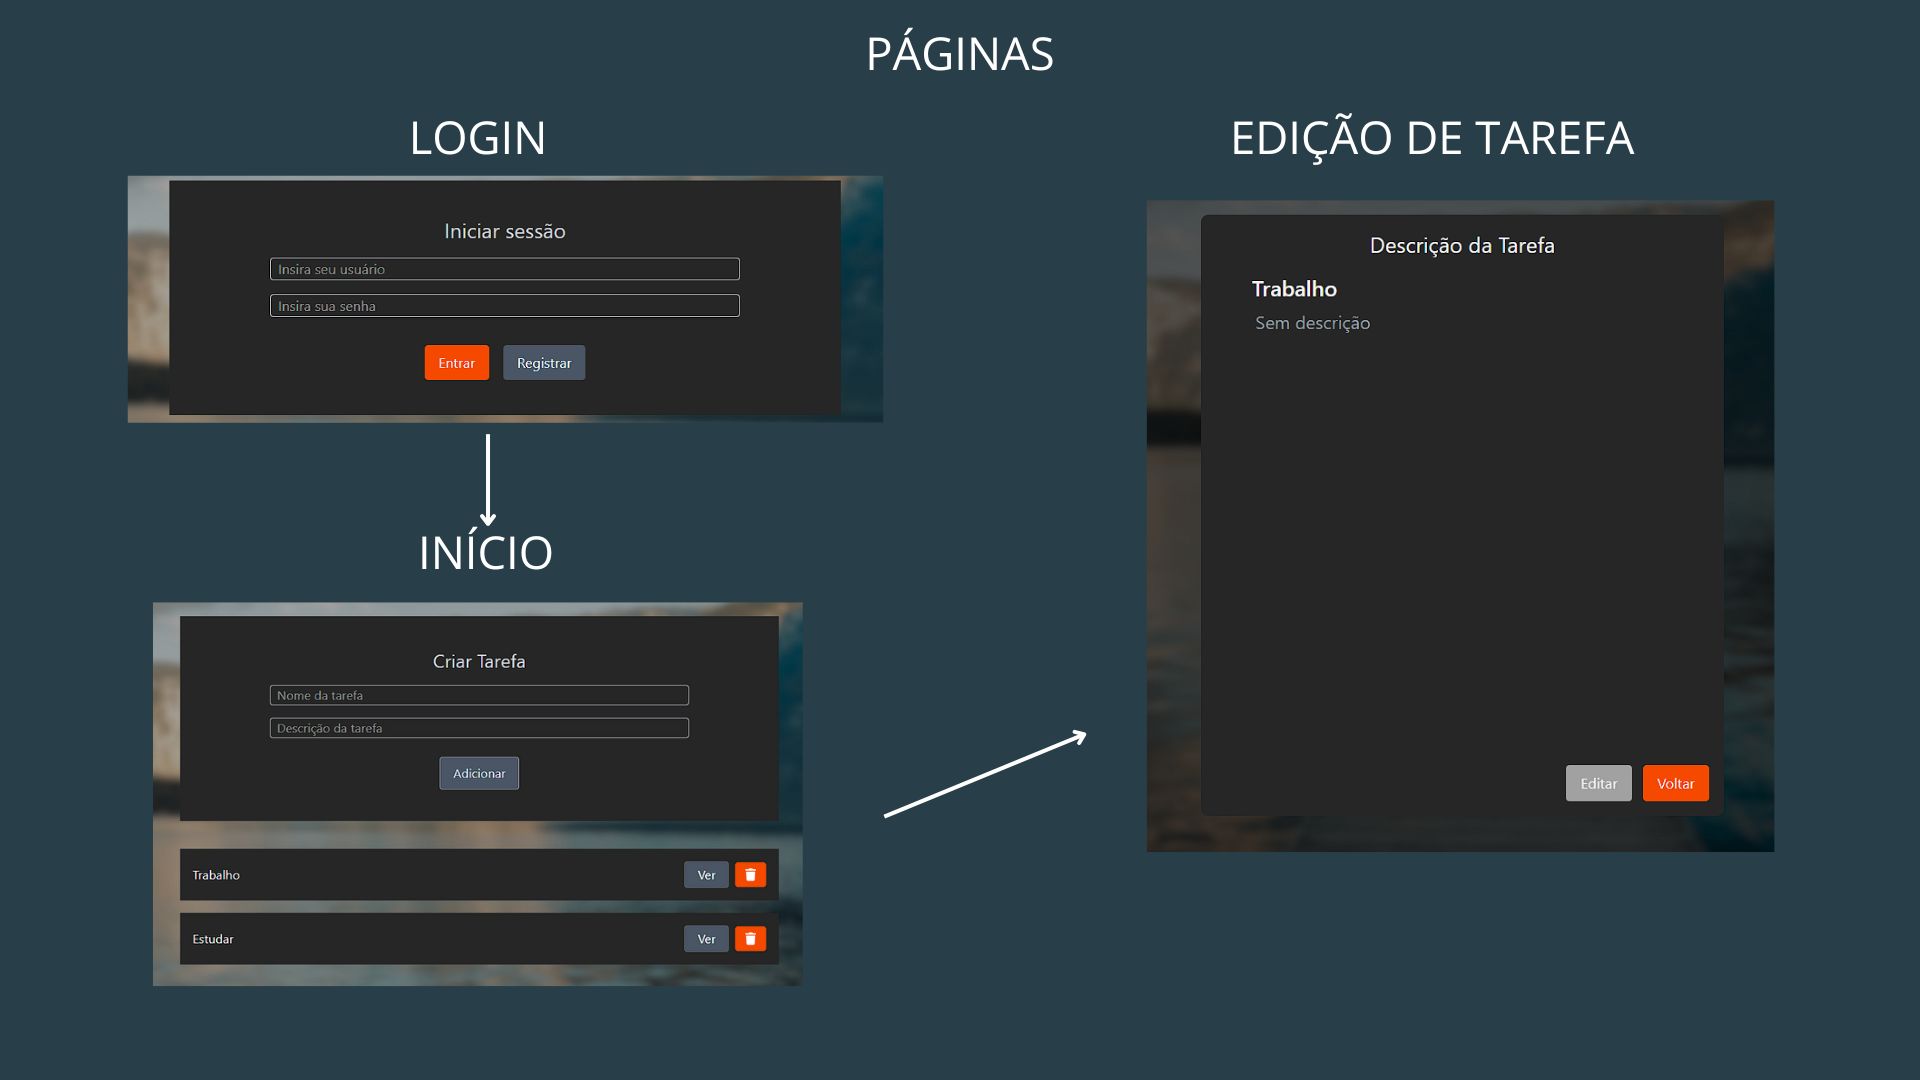 PÁGINAS
LOGIN
Iniciar sessão
Insira seu usuário
Insira sua senha
Entrar
Registrar
INÍCIO
Criar Tarefa
Nome da tarefa
Descrição da tarefa
Adicionar
Trabalho
Ver
Estudar
Ver
EDIÇÃO DE TAREFA
Descrição da Tarefa
Trabalho
Sem descrição
Editar
Voltar